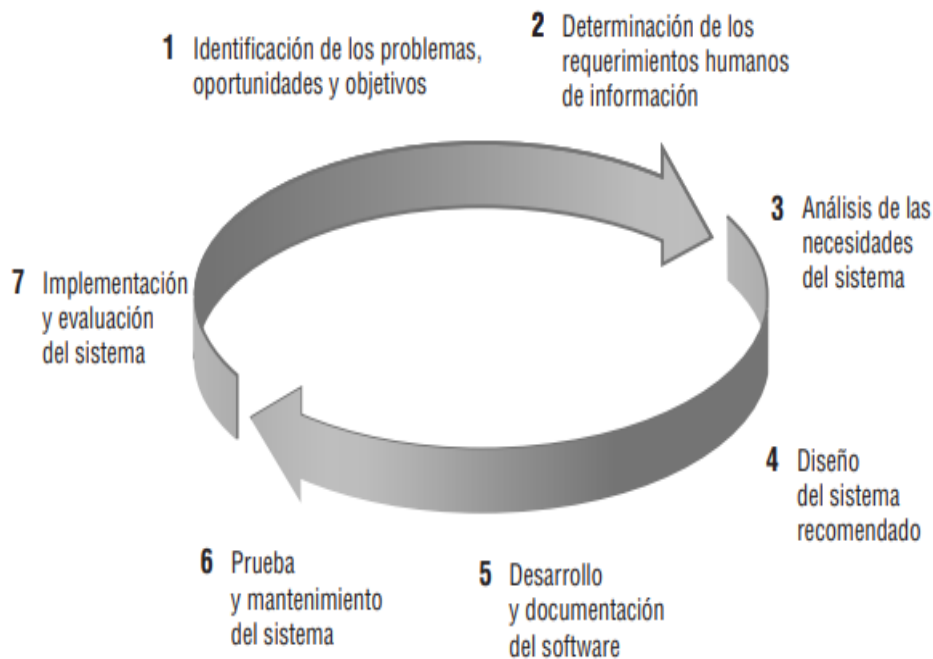 1 Identificación de los problemas,
oportunidades y objetivos
2 Determinación de los
requerimientos humanos
de información
3 Análisis de las
necesidades
del sistema
4 Diseño
del sistema
recomendado
5 Desarrollo
y documentación
del software
6 Prueba
y mantenimiento
del sistema
7 Implementación
y evaluación
del sistema